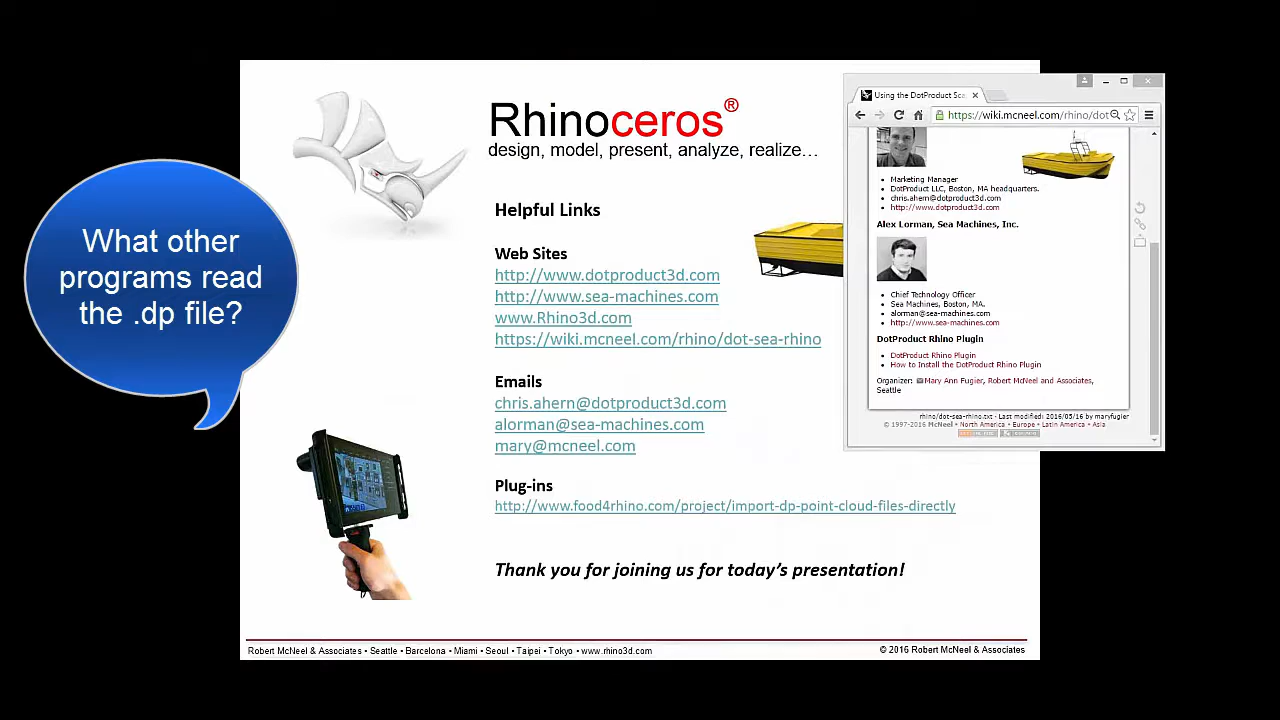 What other
programs read
the .dp file?
Rhinoceros®
design, model, present, analyze, realize...
Helpful Links
Web Sites
http://www.dotproduct3d.com
http://www.sea-machines.com
www.Rhino3d.com
https://wiki.mcneel.com/rhino/dot-sea-rhino
Emails
chris.ahern@dotproduct3d.com
alorman@sea-machines.com
mary@mcneel.com
Plug-ins
http://www.food4rhino.com/project/import-dp-point-cloud-files-directly
Thank you for joining us for today's presentation!
Robert McNeel & Associates • Seattle • Barcelona • Miami • Seoul • Taipei • Tokyo • www.rhino3d.com
© 2016 Robert McNeel & Associates
Using the DotProduct Sca
https://wiki.mcneel.com/rhino/dot
Marketing Manager
DotProduct LLC, Boston, MA headquarters.
chris.ahern@dotproduct3d.com
http://www.dotproduct3d.com
Alex Lorman, Sea Machines, Inc.
Chief Technology Officer
Sea Machines, Boston, MA.
alorman@sea-machines.com
http://www.sea-machines.com
DotProduct Rhino Plugin
DotProduct Rhino Plugin
How to Install the DotProduct Rhino Plugin
Organizer: Mary Ann Fugier, Robert McNeel and Associates,
Seattle
rhino/dot-sea-rhino.txt - Last modified: 2016/05/16 by maryfugier
© 1997-2016 McNeel • North America • Europe • Latin America • Asia